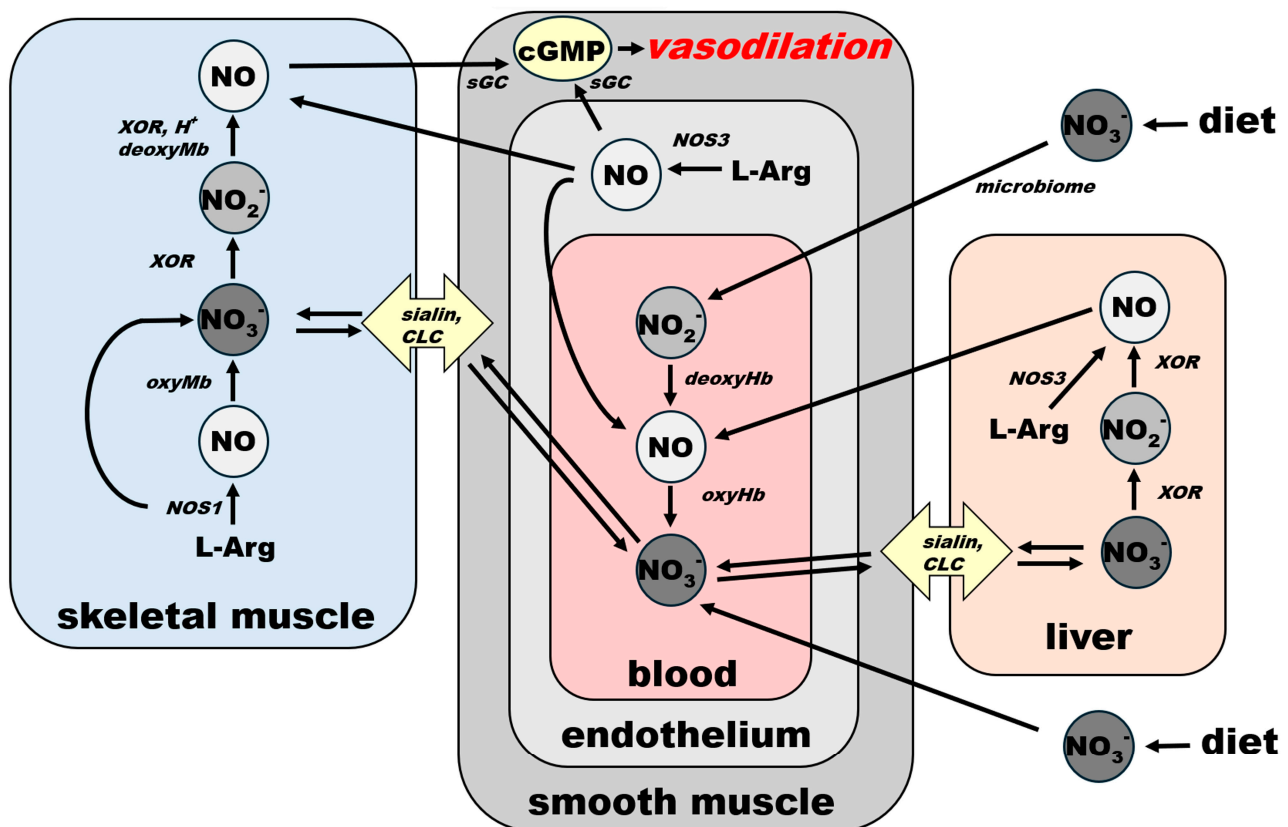 NO
XOR, H⁺
deoxyMb
NO₂⁻
XOR
NO₃⁻
oxyMb
NO
NOS1
L-Arg
skeletal muscle
sialin,
CLC
cGMP
vasodilation
sGC
sGC
NO
NOS3
L-Arg
NO₂⁻
deoxyHb
NO
oxyHb
NO₃⁻
blood
endothelium
smooth muscle
NO₃⁻
diet
microbiome
NO
NOS3
XOR
L-Arg
NO₂⁻
XOR
sialin,
CLC
NO₃⁻
liver
NO₃⁻
diet